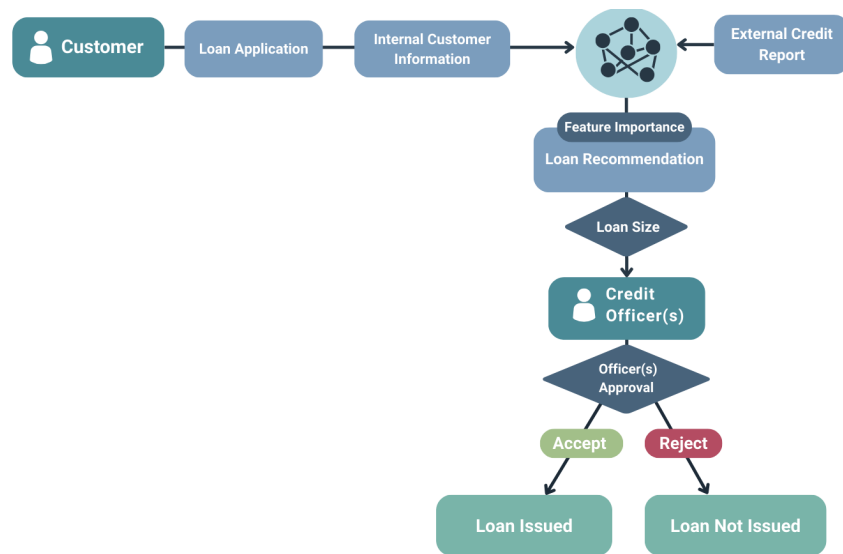 Customer
Loan Application
Internal Customer
Information
External Credit
Report
Feature Importance
Loan Recommendation
Loan Size
Credit
Officer(s)
Officer(s)
Approval
Accept
Reject
Loan Issued
Loan Not Issued